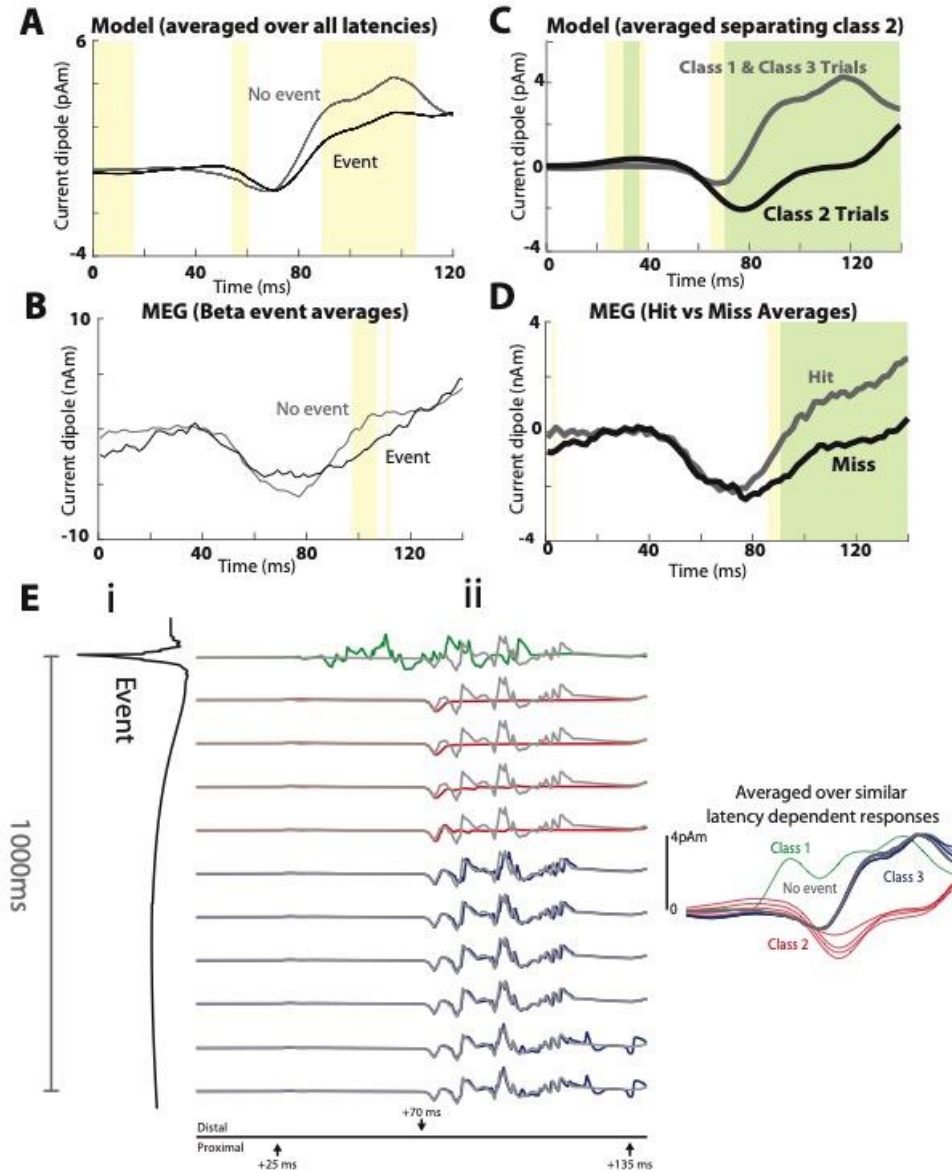 A
Model (averaged over all latencies)
6
Current dipole (pAm)
No event
Event
-4
0
40
80
120
Time (ms)
C
Model (averaged separating class 2)
4
Current dipole (pAm)
Class 1 & Class 3 Trials
0
Class 2 Trials
-4
0
40
80
120
Time (ms)
B
MEG (Beta event averages)
10
Current dipole (nAm)
No event
Event
-10
0
40
80
120
Time (ms)
D
MEG (Hit vs Miss Averages)
4
Current dipole (nAm)
Hit
0
Miss
-4
0
40
80
120
Time (ms)
E
i
ii
Event
1000ms
Averaged over similar
latency dependent responses
4pAm
Class 1
No event
Class 3
0
Class 2
+70 ms
Distal
Proximal
+25 ms
+135 ms